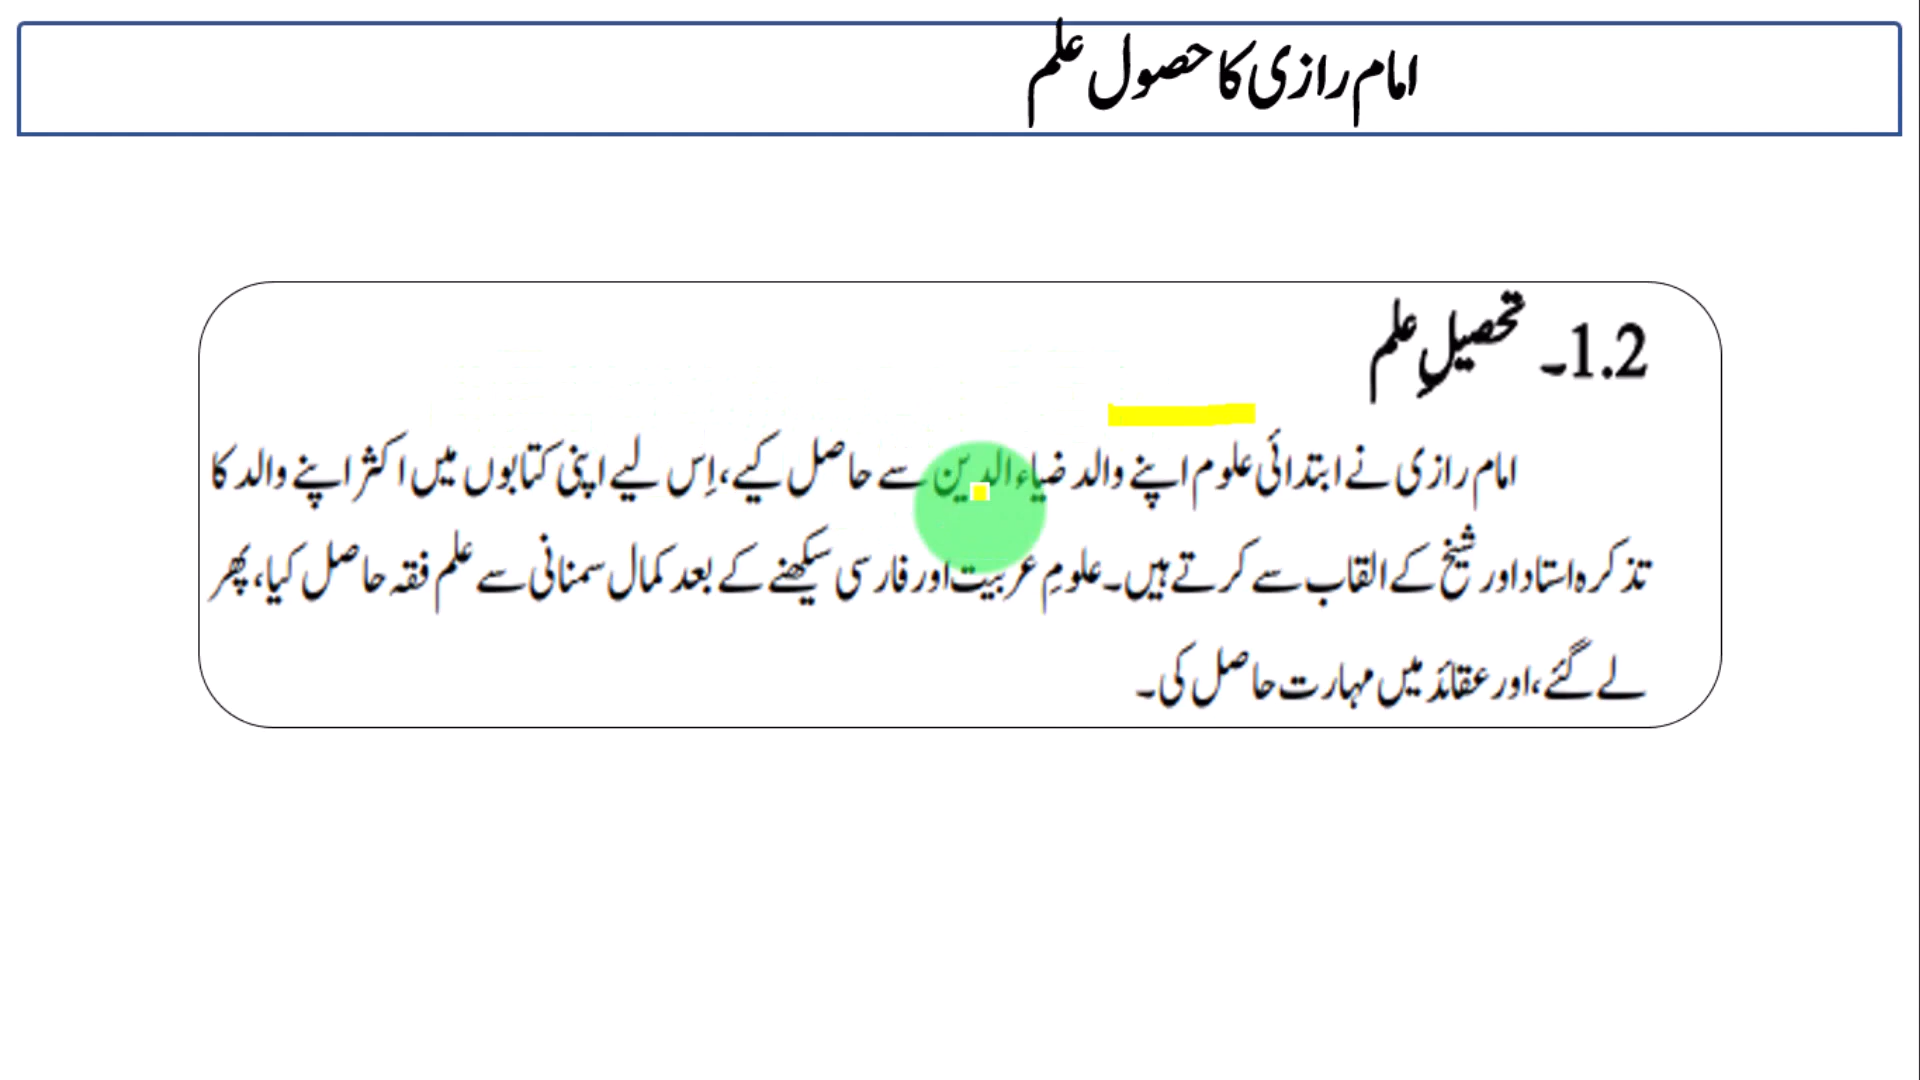 امام رازی کا حصول علم
1.2۔ تحصیلِ علم
امام رازی نے ابتدائی علوم اپنے والد ضیاء الدین سے حاصل کیے، اِس لیے اپنی کتابوں میں اکثر اپنے والد کا
تذکرہ استاد اور شیخ کے القاب سے کرتے ہیں۔ علومِ عربیت اور فارسی سیکھنے کے بعد کمال سمنانی سے علم فقہ حاصل کیا، پھر
لے گئے، اور عقائد میں مہارت حاصل کی۔